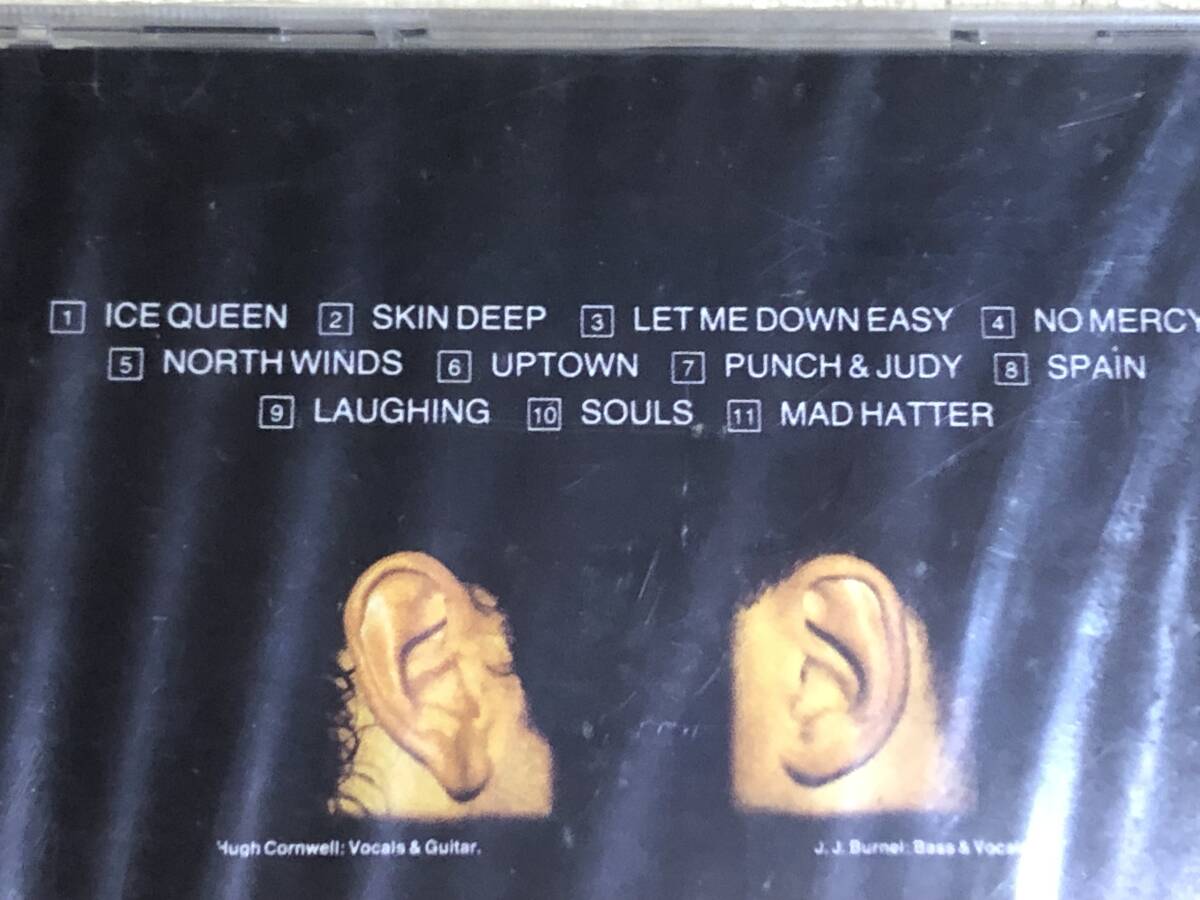 1 ICE QUEEN 2 SKIN DEEP 3 LET ME DOWN EASY 4 NO MERCY
5 NORTH WINDS 6 UPTOWN 7 PUNCH & JUDY 8 SPAIN
9 LAUGHING 10 SOULS 11 MAD HATTER
Hugh Cornwell: Vocals & Guitar.
J. J. Burnel: Bass & Vocals